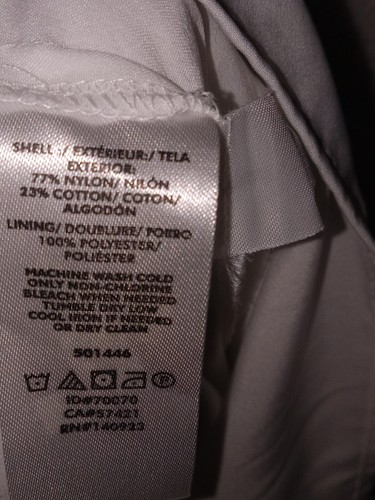 SHELL :/ EXTÉRIEUR:/ TELA
EXTERIOR:
77% NYLON/ NILÓN
23% COTTON/ COTON/
ALGODÓN
LINING/ DOUBLURE/ FORRO
100% POLYESTER/
POLIÉSTER
MACHINE WASH COLD
ONLY NON-CHLORINE
BLEACH WHEN NEEDED
TUMBLE DRY LOW
COOL IRON IF NEEDED
OR DRY CLEAN
501446
ID#70070
CA#57421
RN#140923